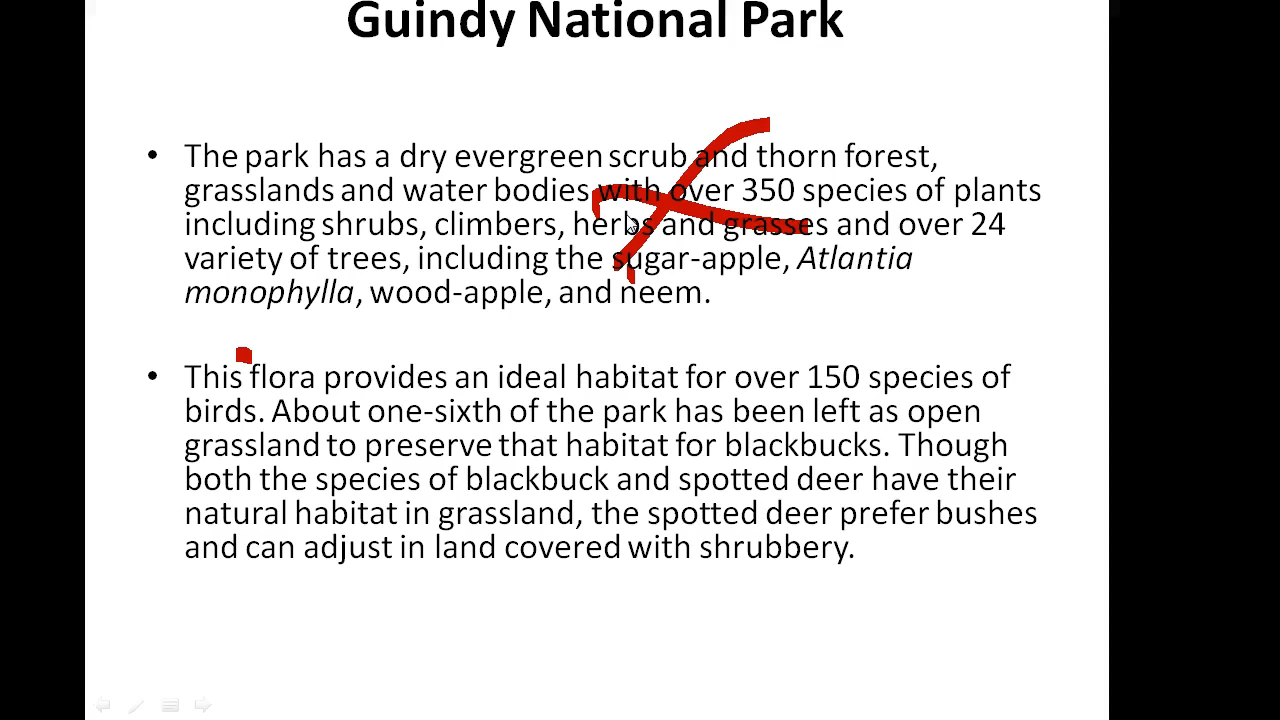 Guindy National Park
• The park has a dry evergreen scrub and thorn forest,
grasslands and water bodies with over 350 species of plants
including shrubs, climbers, herbs and grasses and over 24
variety of trees, including the sugar-apple, Atlantia
monophylla, wood-apple, and neem.
• This flora provides an ideal habitat for over 150 species of
birds. About one-sixth of the park has been left as open
grassland to preserve that habitat for blackbucks. Though
both the species of blackbuck and spotted deer have their
natural habitat in grassland, the spotted deer prefer bushes
and can adjust in land covered with shrubbery.